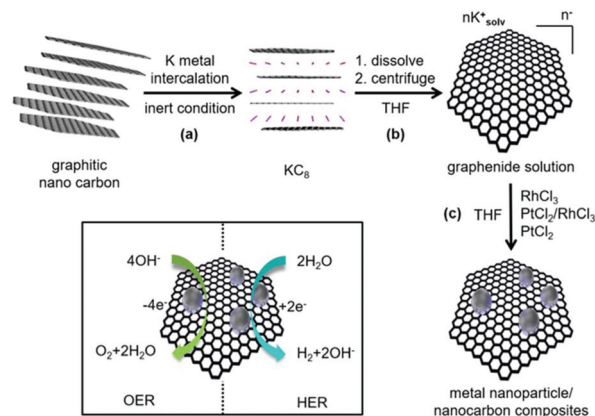 K metal
intercalation
inert condition
(a)
graphitic
nano carbon
KC₈
1. dissolve
2. centrifuge
THF
(b)
nK⁺solv
n⁻
graphenide solution
(c)
THF
RhCl₃
PtCl₂/RhCl₃
PtCl₂
metal nanoparticle/
nanocarbon composites
4OH⁻
-4e⁻
O₂+2H₂O
OER
2H₂O
+2e⁻
H₂+2OH⁻
HER